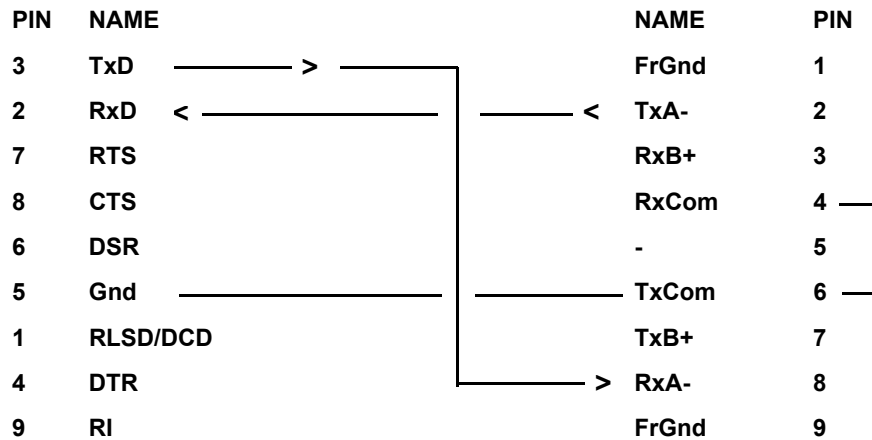 PIN NAME NAME PIN
3 TxD > FrGnd 1
2 RxD < < TxA- 2
7 RTS RxB+ 3
8 CTS RxCom 4
6 DSR - 5
5 Gnd TxCom 6
1 RLSD/DCD TxB+ 7
4 DTR > RxA- 8
9 RI FrGnd 9